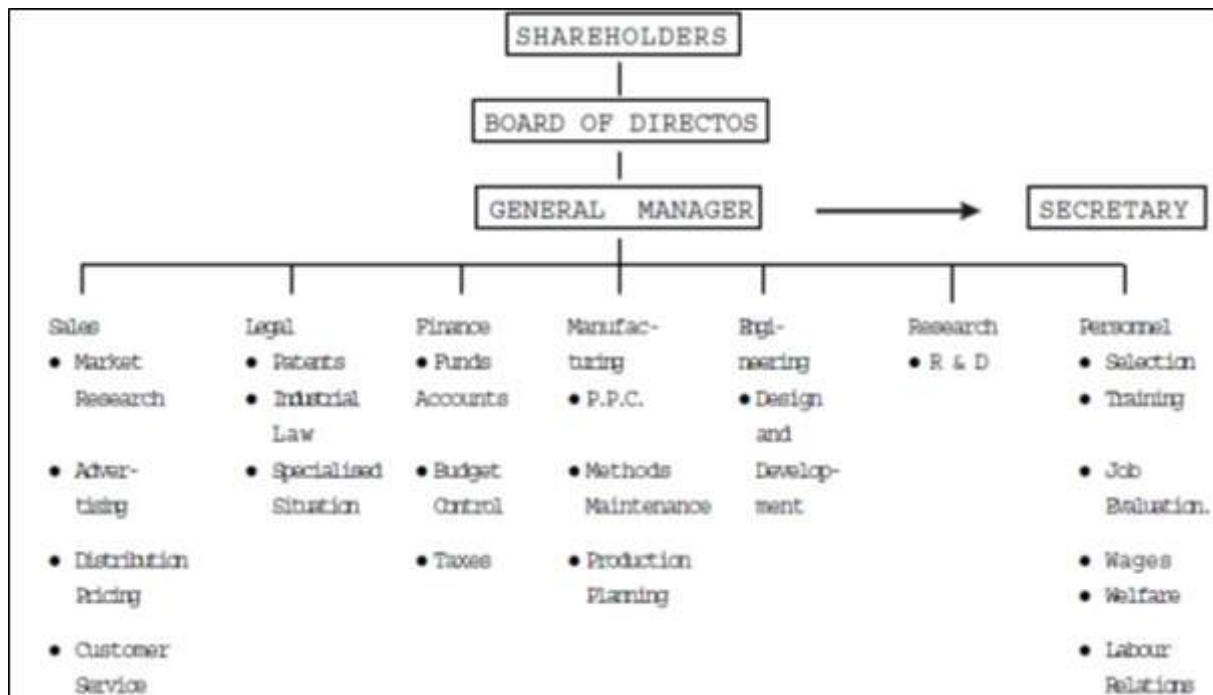 SHAREHOLDERS
BOARD OF DIRECTOS
GENERAL MANAGER
SECRETARY
Sales
● Market
Research
● Adver-
tising
● Distribution
Pricing
● Customer
Service
Legal
● Patents
● Industrial
Law
● Specialised
Situation
Finance
● Funds
Accounts
● Budget
Control
● Taxes
Manufac-
turing
● P.P.C.
● Methods
Maintenance
● Production
Planning
Engi-
neering
● Design
and
Develop-
ment
Research
● R & D
Personnel
● Selection
● Training
● Job
Evaluation.
● Wages
● Welfare
● Labour
Relations